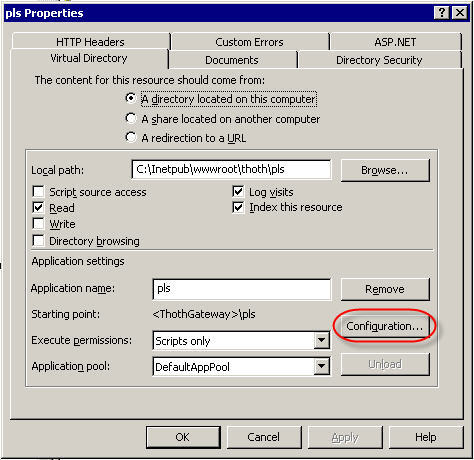 pls Properties
HTTP Headers Custom Errors ASP.NET
Virtual Directory Documents Directory Security
The content for this resource should come from:
A directory located on this computer
A share located on another computer
A redirection to a URL
Local path: C:\Inetpub\wwwroot\thoth\pls Browse...
Script source access Log visits
Read Index this resource
Write
Directory browsing
Application settings
Application name: pls Remove
Starting point: <ThothGateway>\pls Configuration...
Execute permissions: Scripts only
Application pool: DefaultAppPool Unload
OK Cancel Apply Help